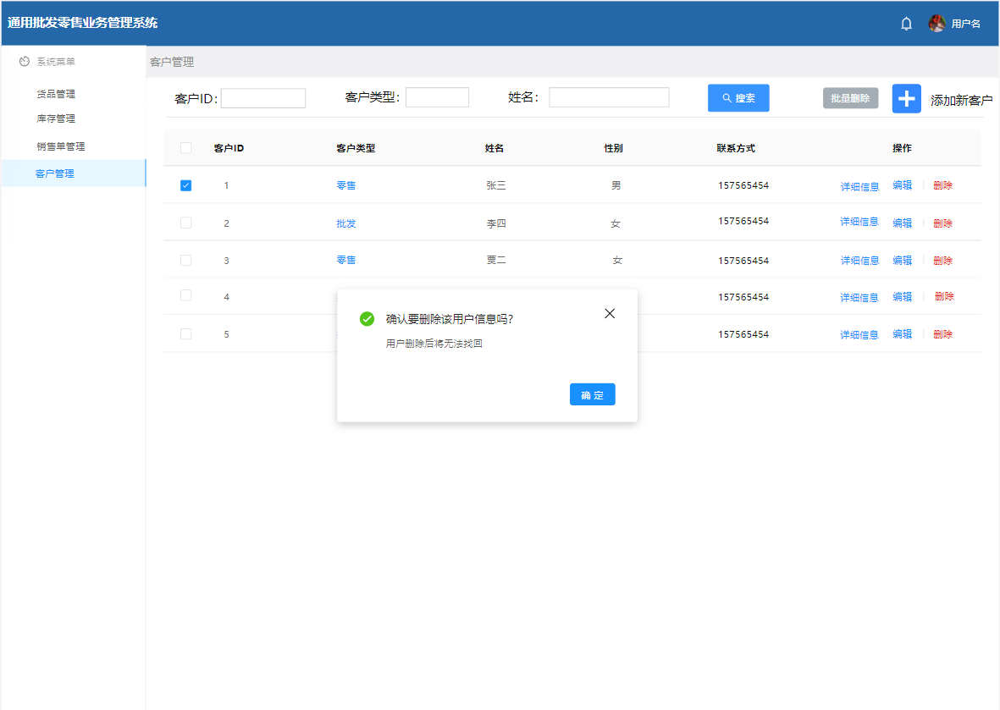 通用批发零售业务管理系统
用户名
系统菜单
货品管理
库存管理
销售单管理
客户管理
客户管理
客户ID：
客户类型：
姓名：
搜索
批量删除
添加新客户
客户ID 客户类型 姓名 性别 联系方式 操作
1 零售 张三 男 157565454 详细信息 编辑 删除
2 批发 李四 女 157565454 详细信息 编辑 删除
3 零售 贾二 女 157565454 详细信息 编辑 删除
4 157565454 详细信息 编辑 删除
5 157565454 详细信息 编辑 删除
确认要删除该用户信息吗?
用户删除后将无法找回
确 定